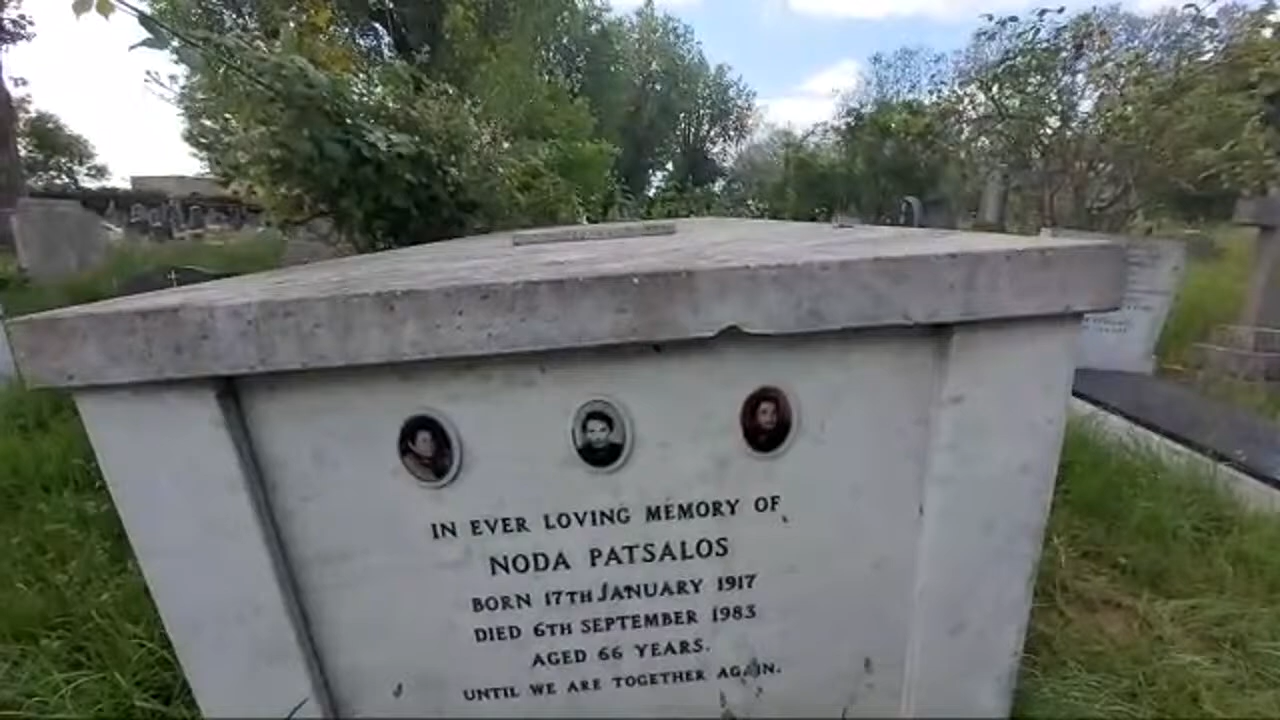 IN EVER LOVING MEMORY OF
NODA PATSALOS
BORN 17TH JANUARY 1917
DIED 6TH SEPTEMBER 1983
AGED 66 YEARS.
UNTIL WE ARE TOGETHER AGAIN.